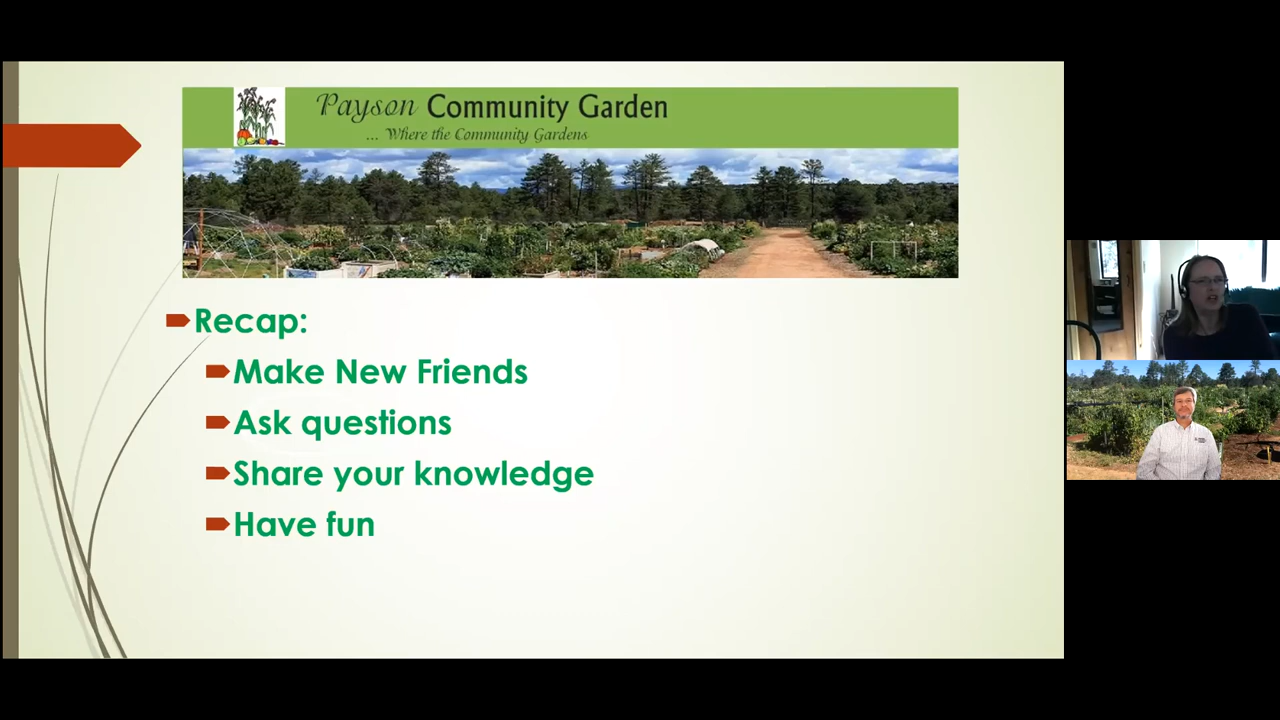 Payson Community Garden
... Where the Community Gardens
Recap:
Make New Friends
Ask questions
Share your knowledge
Have fun